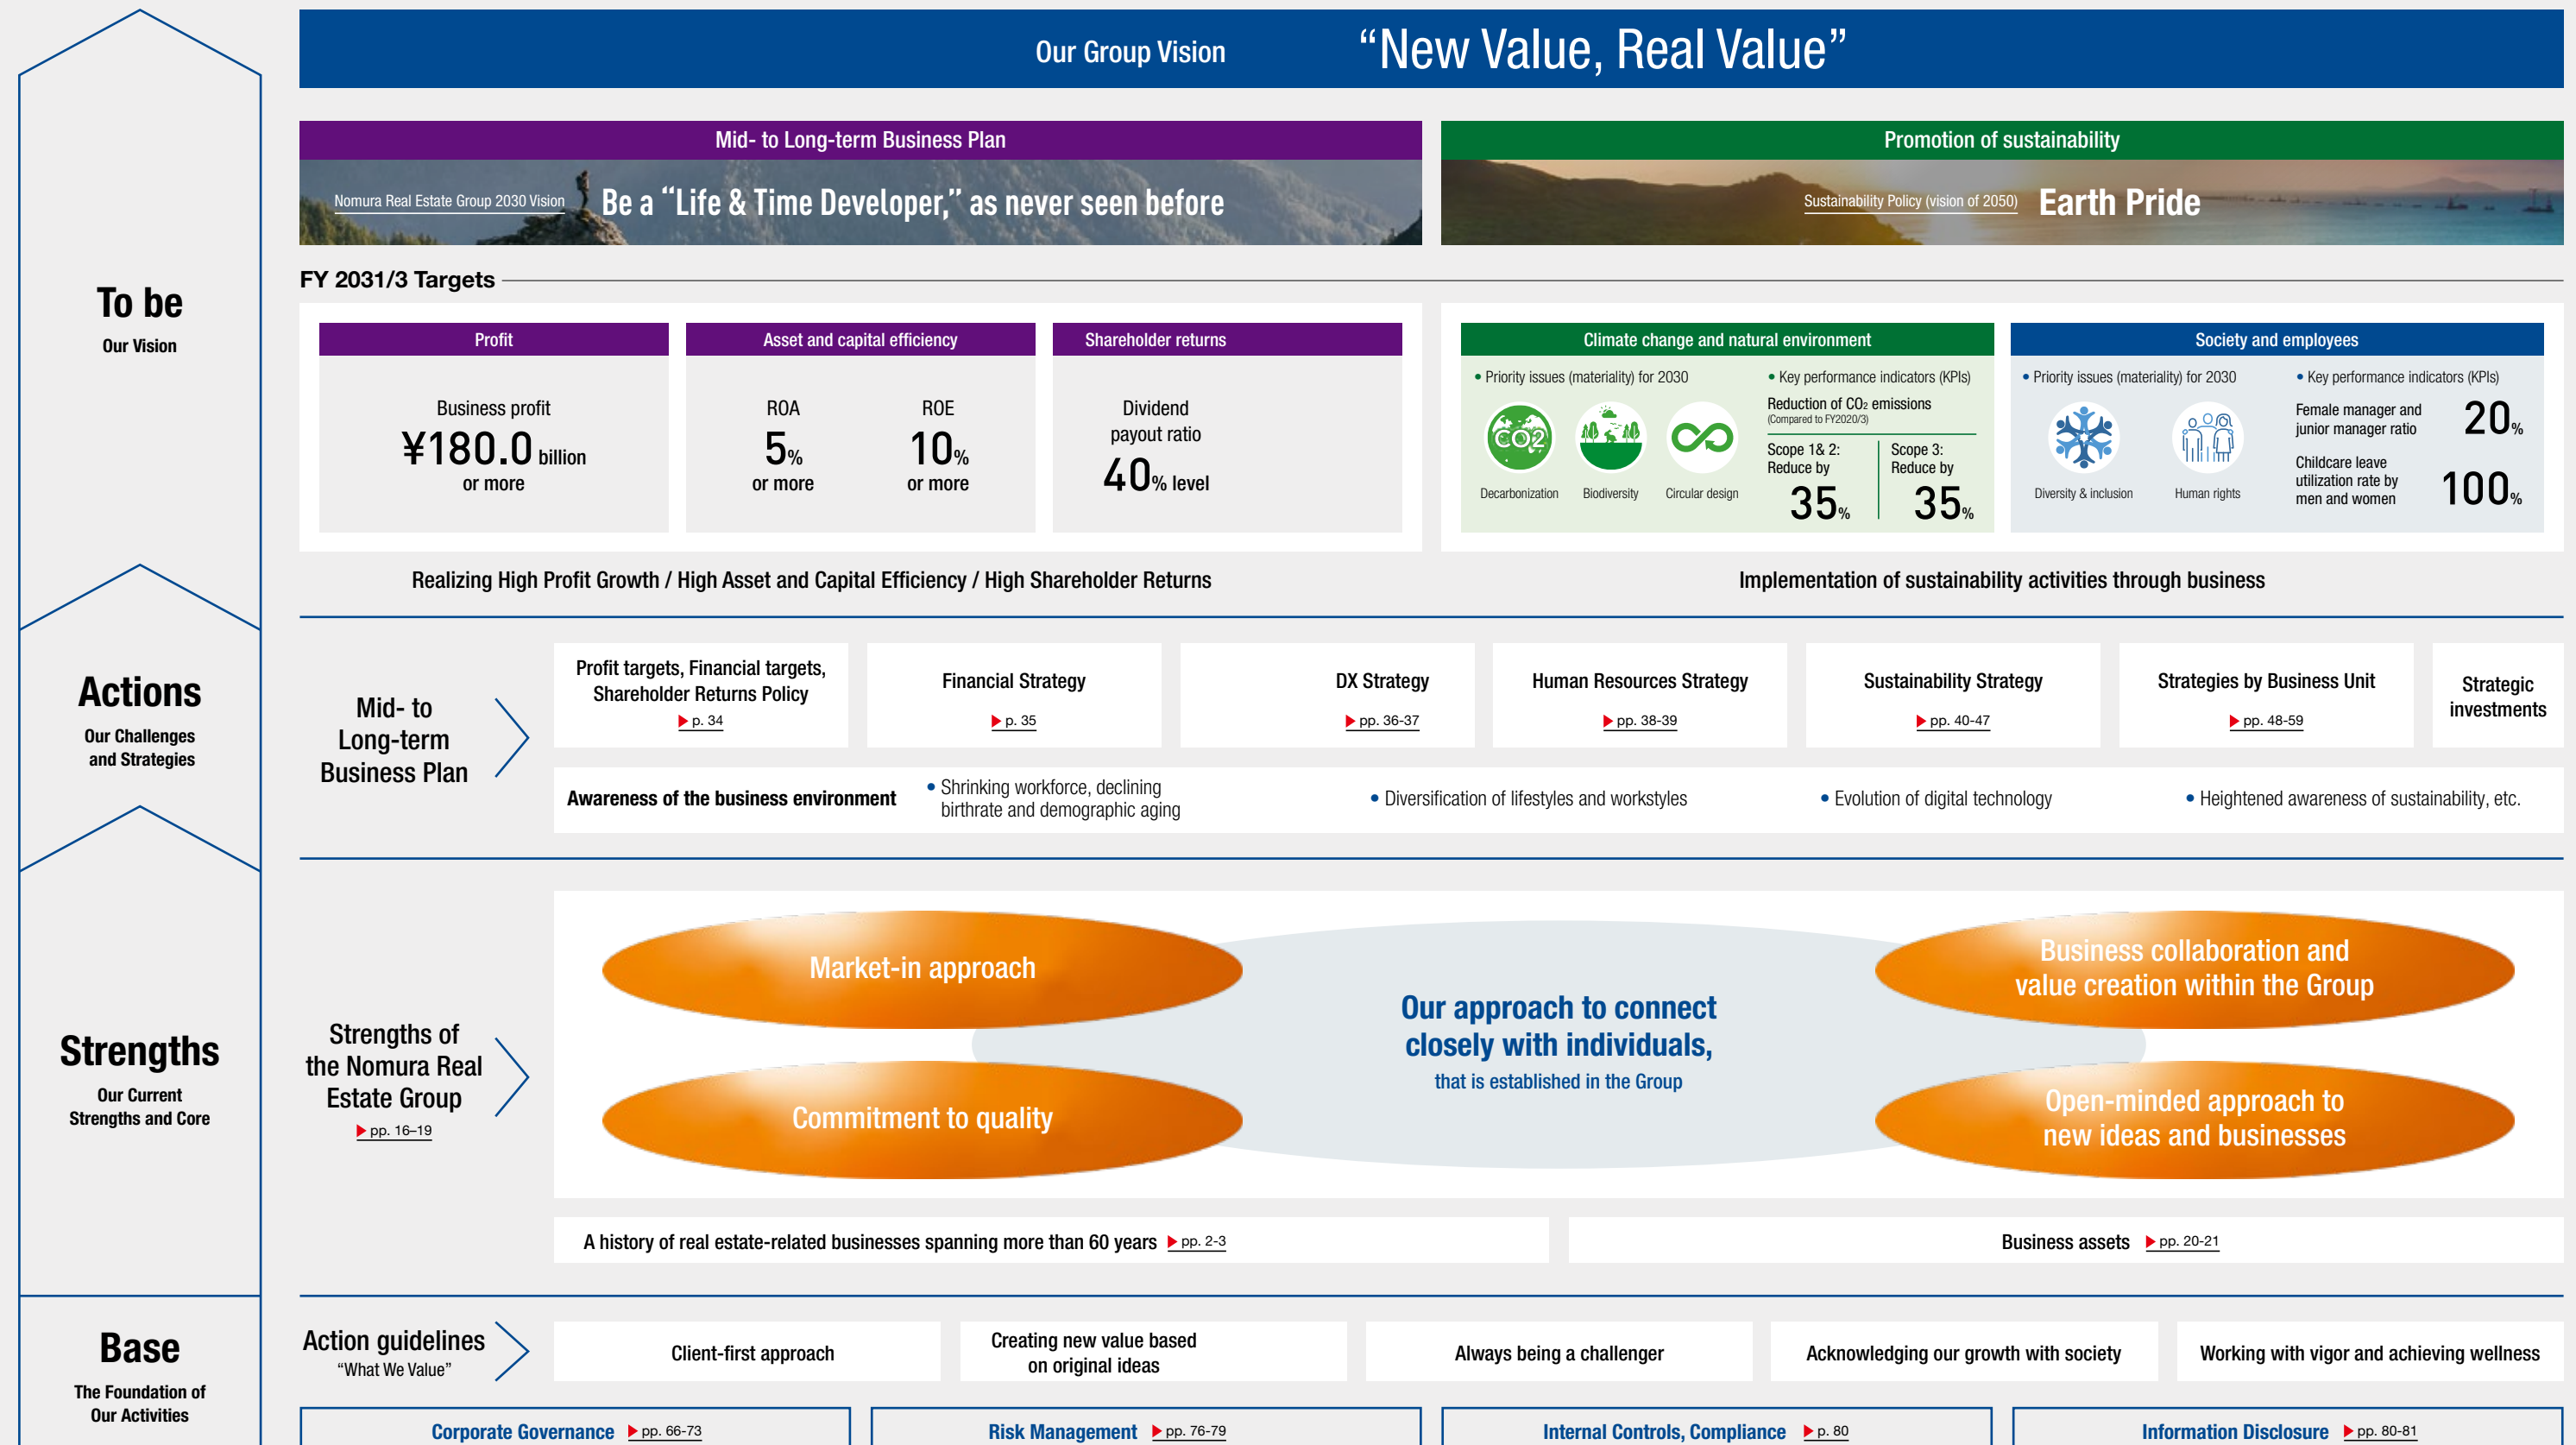 Our Group Vision
“New Value, Real Value”
Mid- to Long-term Business Plan
Nomura Real Estate Group 2030 Vision
Be a “Life & Time Developer,” as never seen before
Promotion of sustainability
Sustainability Policy (vision of 2050)
Earth Pride
To be
Our Vision
FY 2031/3 Targets
Profit
Business profit
¥180.0 billion
or more
Asset and capital efficiency
ROA
5%
or more
ROE
10%
or more
Shareholder returns
Dividend
payout ratio
40% level
Climate change and natural environment
• Priority issues (materiality) for 2030
CO2
Decarbonization
Biodiversity
Circular design
• Key performance indicators (KPIs)
Reduction of CO2 emissions
(Compared to FY2020/3)
Scope 1& 2:
Reduce by
35%
Scope 3:
Reduce by
35%
Society and employees
• Priority issues (materiality) for 2030
Diversity & inclusion
Human rights
• Key performance indicators (KPIs)
Female manager and
junior manager ratio
20%
Childcare leave
utilization rate by
men and women
100%
Realizing High Profit Growth / High Asset and Capital Efficiency / High Shareholder Returns
Implementation of sustainability activities through business
Actions
Our Challenges
and Strategies
Mid- to
Long-term
Business Plan
Profit targets, Financial targets,
Shareholder Returns Policy
p. 34
Financial Strategy
p. 35
DX Strategy
pp. 36-37
Human Resources Strategy
pp. 38-39
Sustainability Strategy
pp. 40-47
Strategies by Business Unit
pp. 48-59
Strategic
investments
Awareness of the business environment
• Shrinking workforce, declining
birthrate and demographic aging
• Diversification of lifestyles and workstyles
• Evolution of digital technology
• Heightened awareness of sustainability, etc.
Strengths
Our Current
Strengths and Core
Strengths of
the Nomura Real
Estate Group
pp. 16–19
Market-in approach
Commitment to quality
Our approach to connect
closely with individuals,
that is established in the Group
Business collaboration and
value creation within the Group
Open-minded approach to
new ideas and businesses
A history of real estate-related businesses spanning more than 60 years pp. 2-3
Business assets pp. 20-21
Base
The Foundation of
Our Activities
Action guidelines
“What We Value”
Client-first approach
Creating new value based
on original ideas
Always being a challenger
Acknowledging our growth with society
Working with vigor and achieving wellness
Corporate Governance pp. 66-73
Risk Management pp. 76-79
Internal Controls, Compliance p. 80
Information Disclosure pp. 80-81